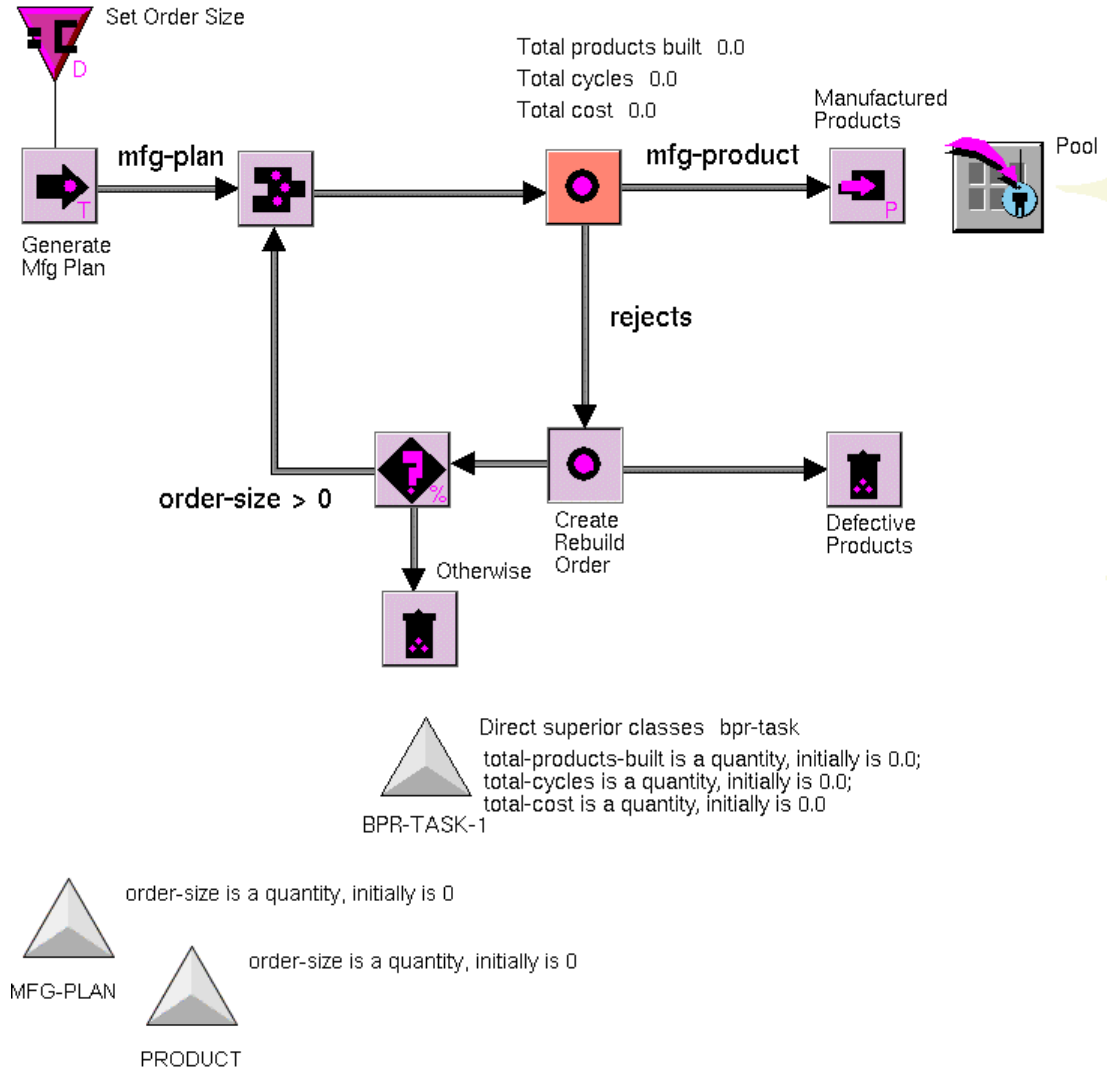 Set Order Size
D
Total products built 0.0
Total cycles 0.0
Total cost 0.0
Manufactured
Products
Pool
mfg-plan
mfg-product
T
P
Generate
Mfg Plan
rejects
order-size > 0
%
Create
Rebuild
Order
Defective
Products
Otherwise
Direct superior classes bpr-task
total-products-built is a quantity, initially is 0.0;
total-cycles is a quantity, initially is 0.0;
total-cost is a quantity, initially is 0.0
BPR-TASK-1
order-size is a quantity, initially is 0
MFG-PLAN
order-size is a quantity, initially is 0
PRODUCT